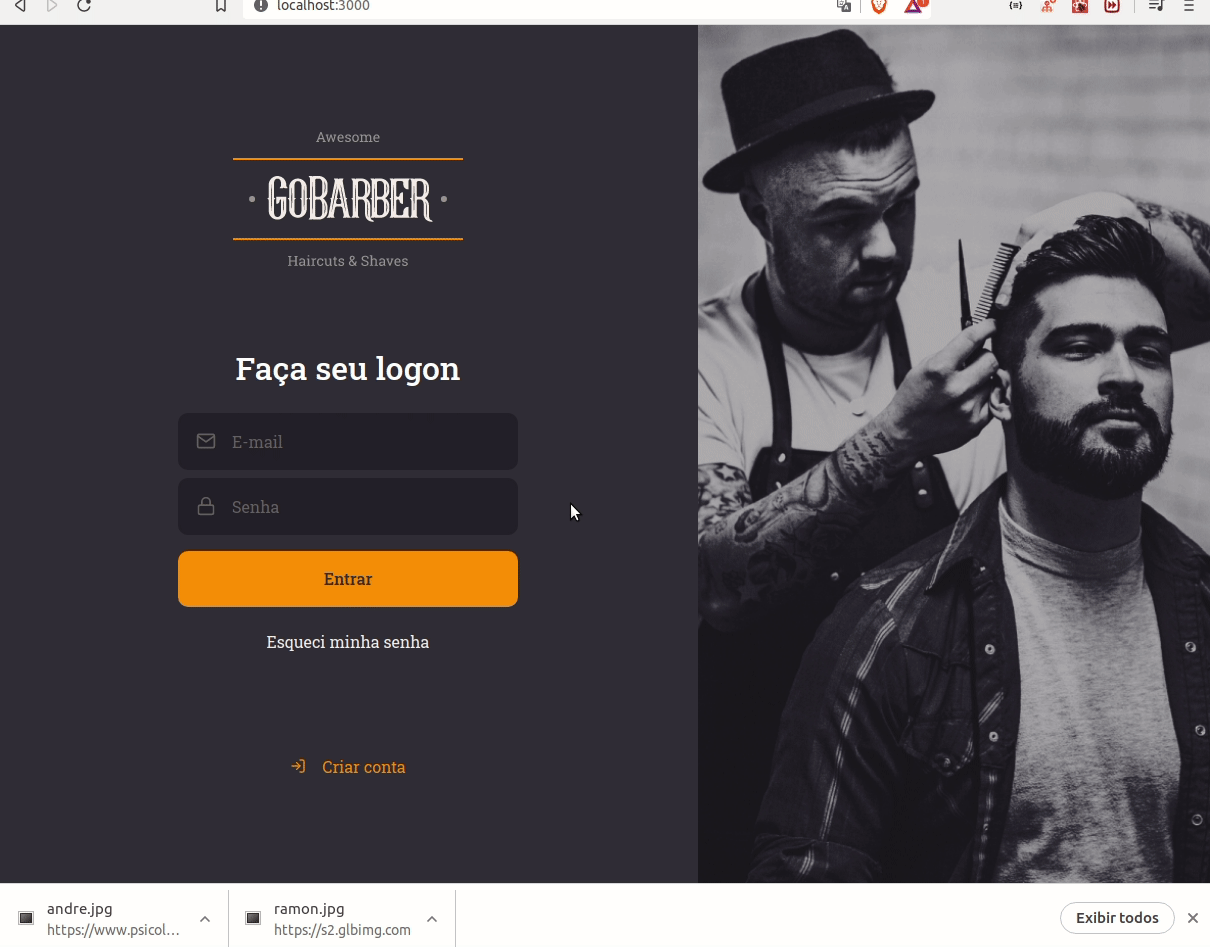 localhost:3000
Awesome
GOBARBER
Haircuts & Shaves
Faça seu logon
E-mail
Senha
Entrar
Esqueci minha senha
Criar conta
andre.jpg
https://www.psicol...
ramon.jpg
https://s2.glbimg.com
Exibir todos